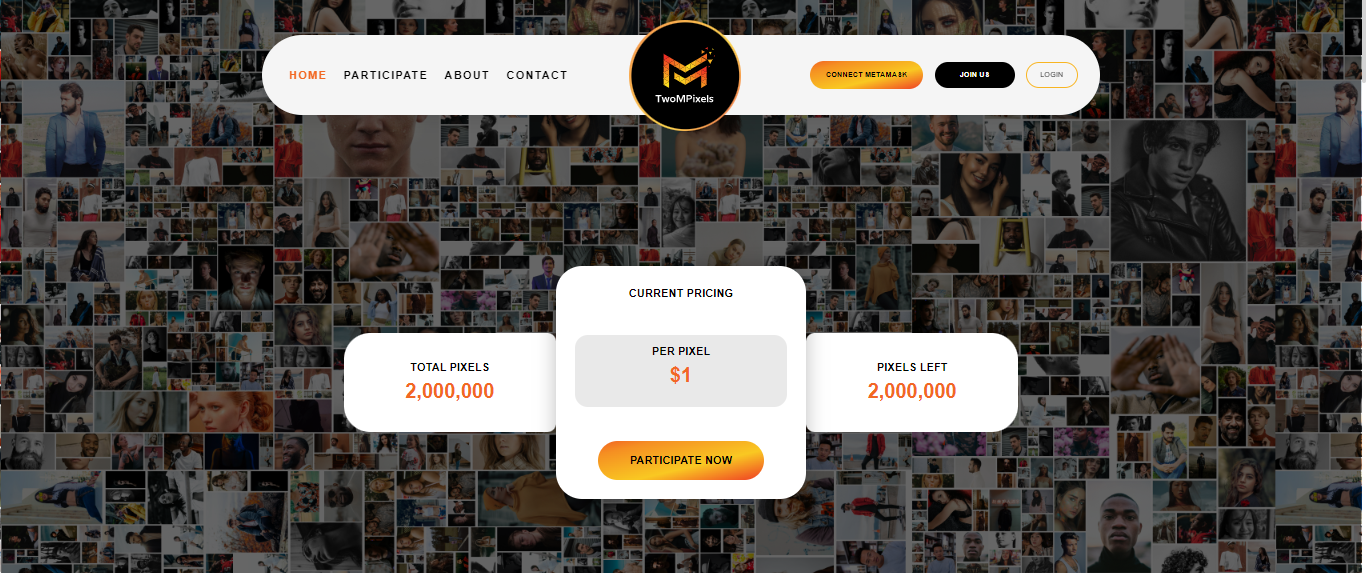 HOME PARTICIPATE ABOUT CONTACT
TwoMPixels
CONNECT METAMASK JOIN US LOGIN
CURRENT PRICING
PER PIXEL
$1
TOTAL PIXELS
2,000,000
PIXELS LEFT
2,000,000
PARTICIPATE NOW